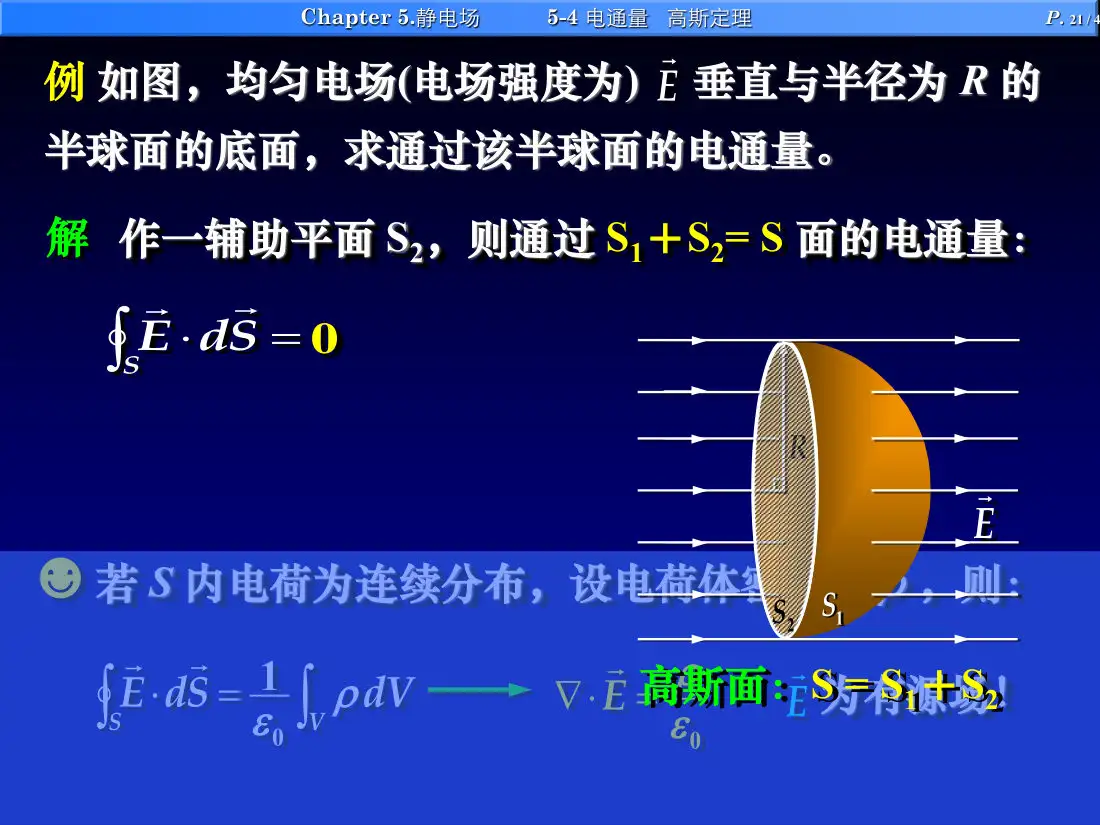 Chapter 5.静电场 5-4 电通量 高斯定理 P. 21 / 4
例 如图，均匀电场(电场强度为) E⃗ 垂直与半径为 R 的
半球面的底面，求通过该半球面的电通量。
解 作一辅助平面 S₂，则通过 S₁＋S₂= S 面的电通量：
∮_S E⃗ · dS⃗ = 0
R
E⃗
若 S 内电荷为连续分布，设电荷体 ，则：
S₂ S₁
∮_S E⃗ · dS⃗ = 1/ε₀ ∫_V ρ dV → ∇ · E⃗ = /ε₀ E⃗ 为有源场！
高斯面：S = S₁＋S₂